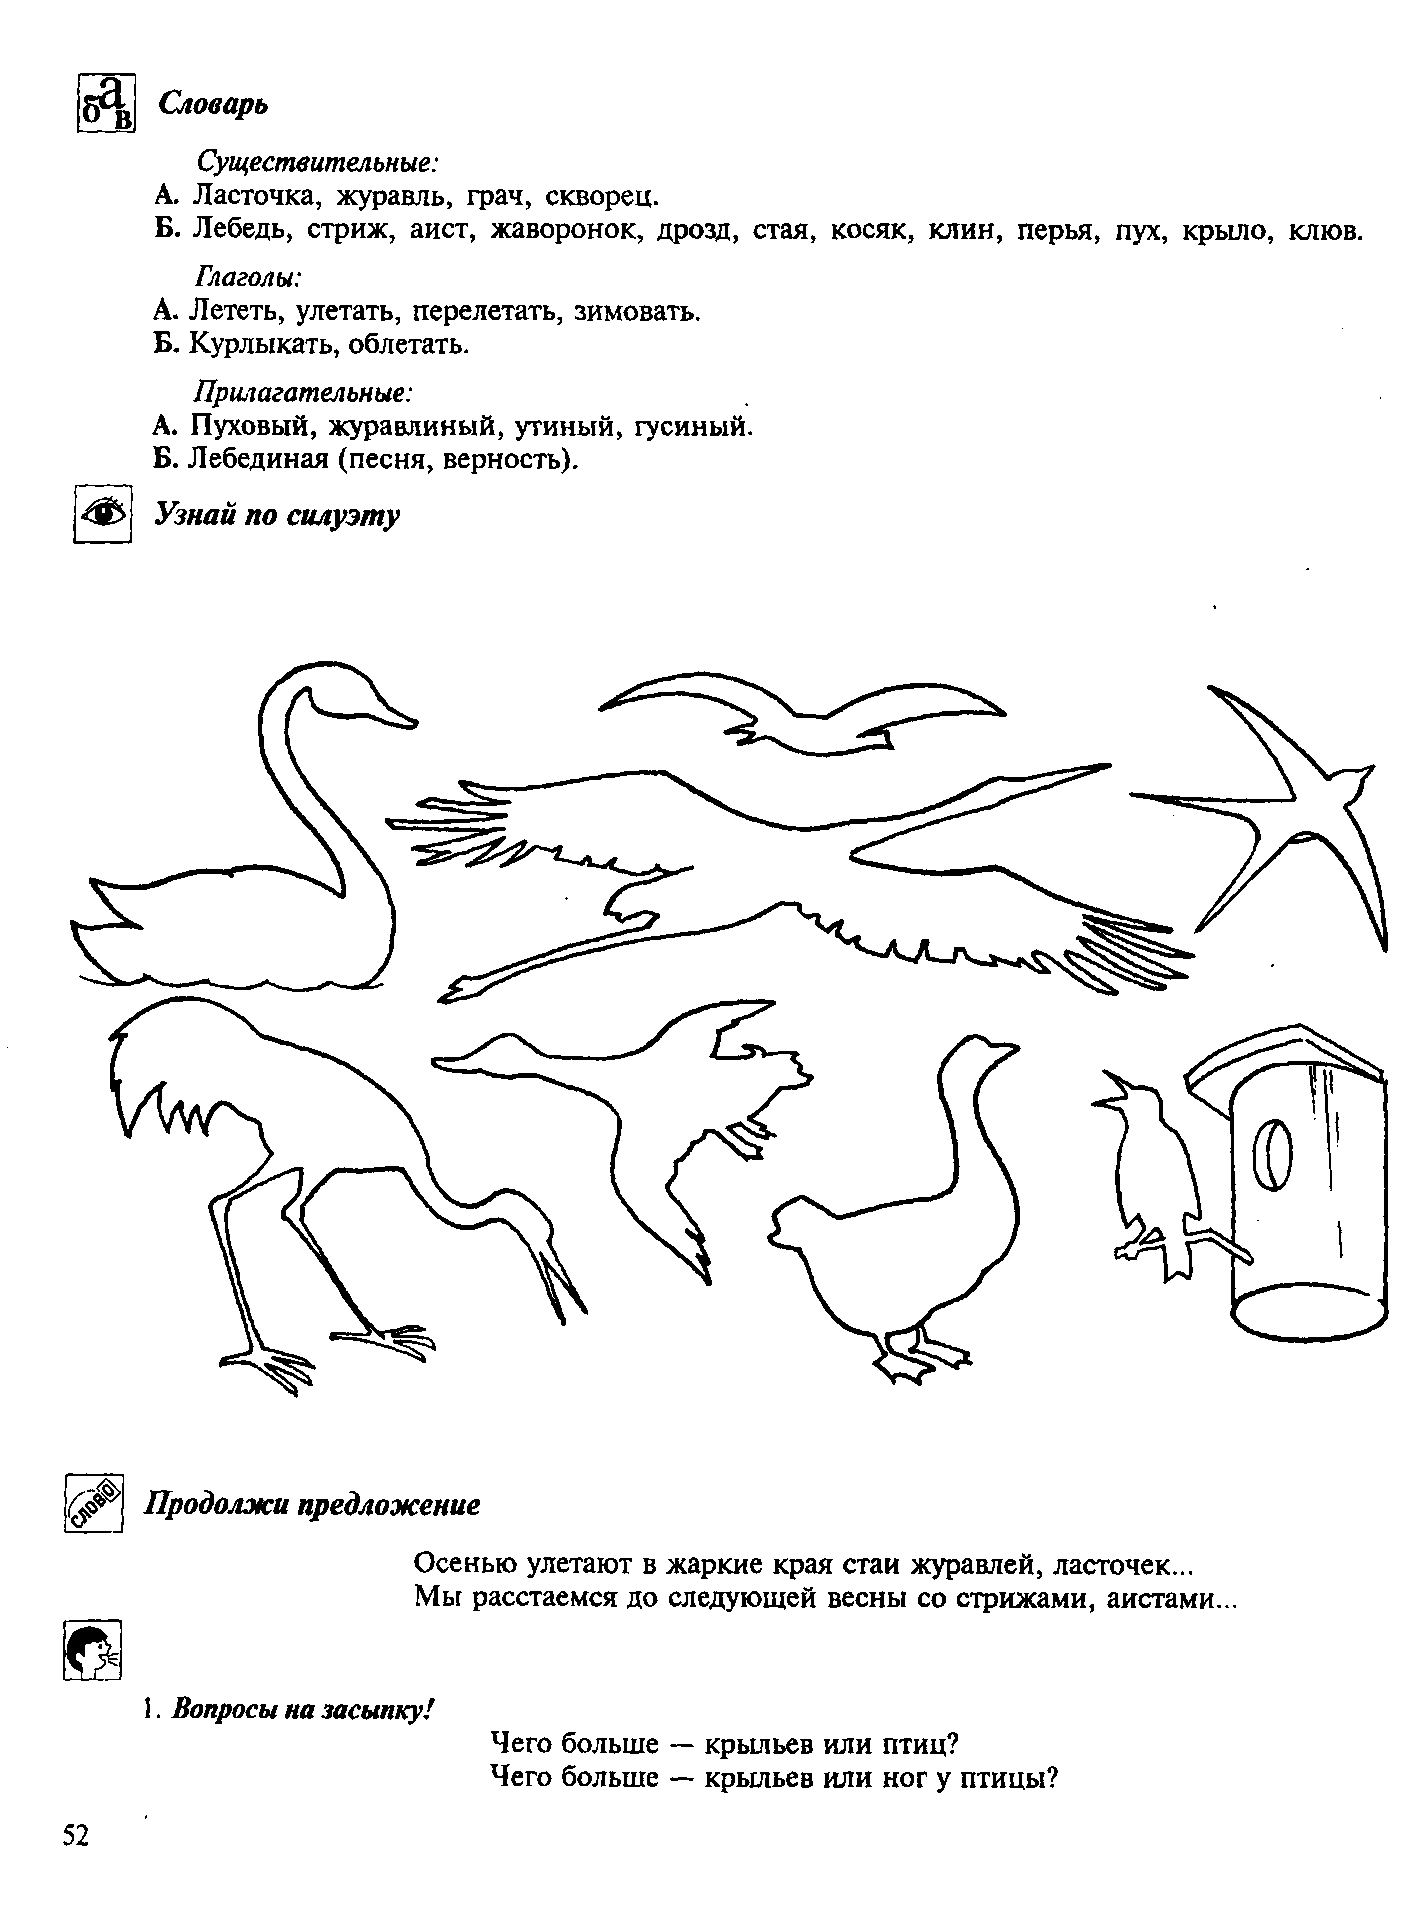 бав
Словарь
Существительные:
А. Ласточка, журавль, грач, скворец.
Б. Лебедь, стриж, аист, жаворонок, дрозд, стая, косяк, клин, перья, пух, крыло, клюв.
Глаголы:
А. Лететь, улетать, перелетать, зимовать.
Б. Курлыкать, облетать.
Прилагательные:
А. Пуховый, журавлиный, утиный, гусиный.
Б. Лебединая (песня, верность).
Узнай по силуэту
СЛОВО
Продолжи предложение
Осенью улетают в жаркие края стаи журавлей, ласточек...
Мы расстаемся до следующей весны со стрижами, аистами...
1. Вопросы на засыпку!
Чего больше — крыльев или птиц?
Чего больше — крыльев или ног у птицы?
52